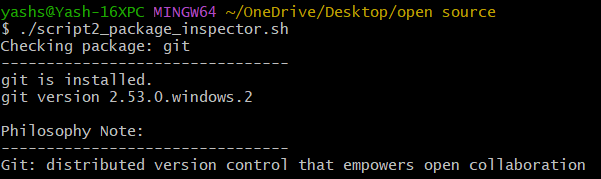 yashs@Yash-16XPC MINGW64 ~/OneDrive/Desktop/open source
$ ./script2_package_inspector.sh
Checking package: git
--------------------------------
git is installed.
git version 2.53.0.windows.2

Philosophy Note:
--------------------------------
Git: distributed version control that empowers open collaboration